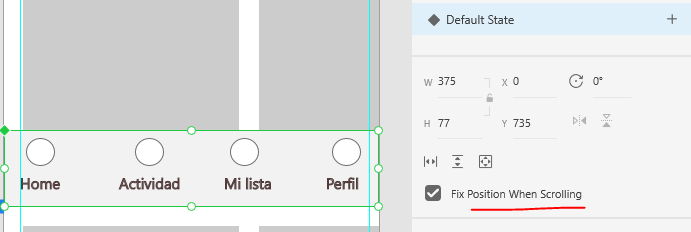 Default State +
W 375 X 0 0°
H 77 Y 735
Fix Position When Scrolling
Home Actividad Mi lista Perfil